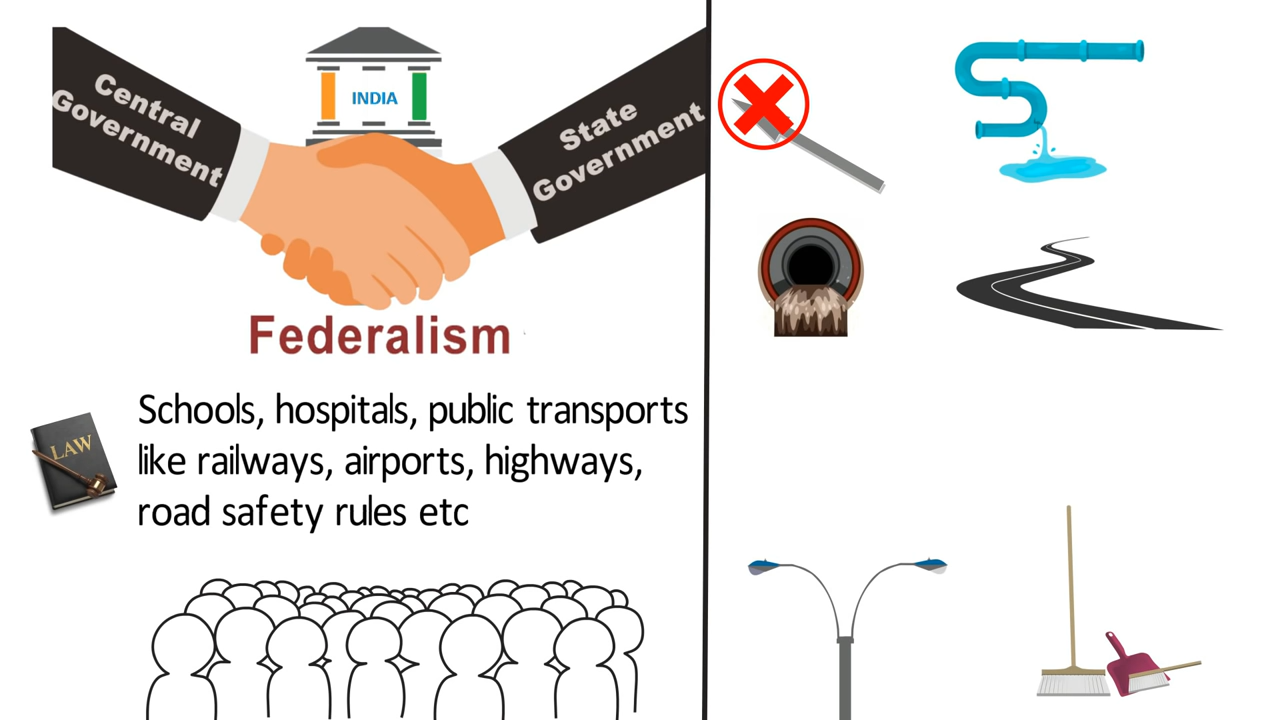 Central
Government
INDIA
State
Government
Federalism
LAW
Schools, hospitals, public transports
like railways, airports, highways,
road safety rules etc